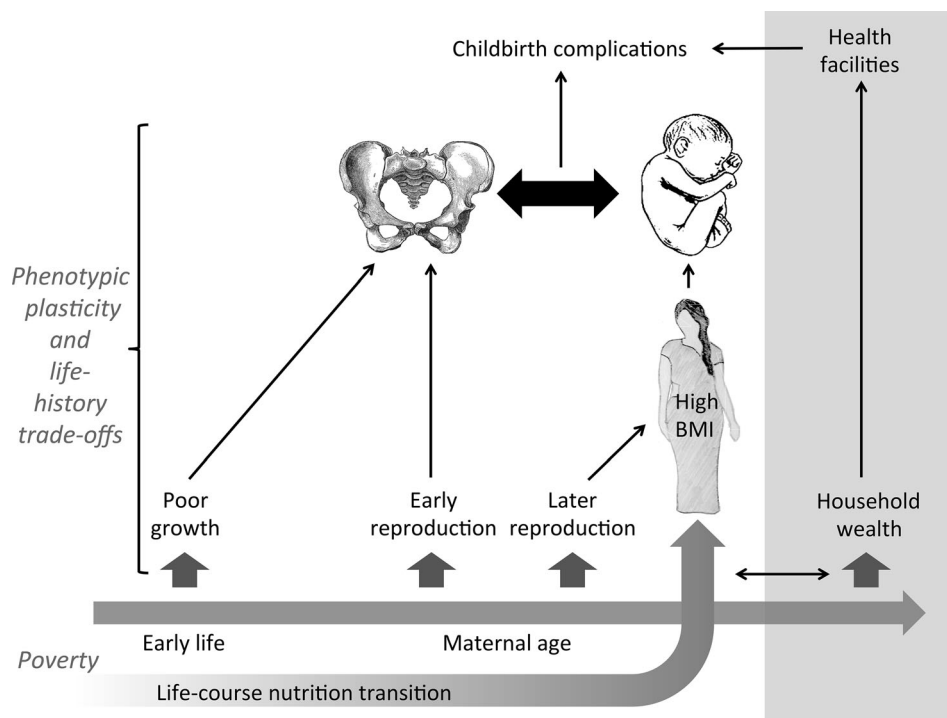 Childbirth complications
Health
facilities
Phenotypic
plasticity
and
life-
history
trade-offs
High
BMI
Poor
growth
Early
reproduction
Later
reproduction
Household
wealth
Early life
Maternal age
Poverty
Life-course nutrition transition